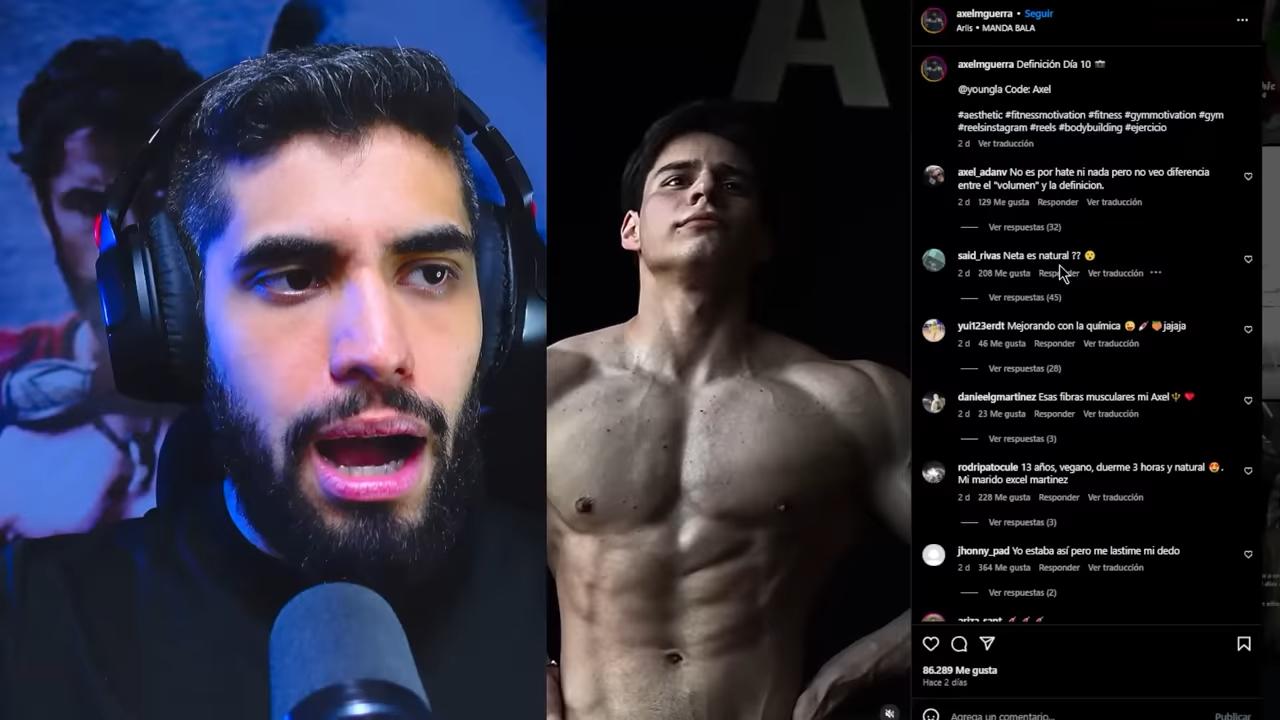 A
axelmguerra • Seguir
Arlis • MANDA BALA
axelmguerra Definición Día 10
@youngla Code: Axel
#aesthetic #fitnessmotivation #fitness #gymmotivation #gym
#reelsinstagram #reels #bodybuilding #ejercicio
2 d Ver traducción
axel_adanv No es por hate ni nada pero no veo diferencia
entre el "volumen" y la definicion.
2 d 129 Me gusta Responder Ver traducción
Ver respuestas (32)
said_rivas Neta es natural ?? 😯
2 d 208 Me gusta Responder Ver traducción •••
Ver respuestas (45)
yul123erdt Mejorando con la química 😜 💉 🍑 jajaja
2 d 46 Me gusta Responder Ver traducción
Ver respuestas (28)
danieelgmartinez Esas fibras musculares mi Axel🔱 ❤️
2 d 23 Me gusta Responder Ver traducción
Ver respuestas (3)
rodripatocule 13 años, vegano, duerme 3 horas y natural 🤩.
Mi marido excel martinez
2 d 228 Me gusta Responder Ver traducción
Ver respuestas (3)
jhonny_pad Yo estaba así pero me lastime mi dedo
2 d 364 Me gusta Responder Ver traducción
Ver respuestas (2)
86.289 Me gusta
Hace 2 días
Agrega un comentario...
Publicar